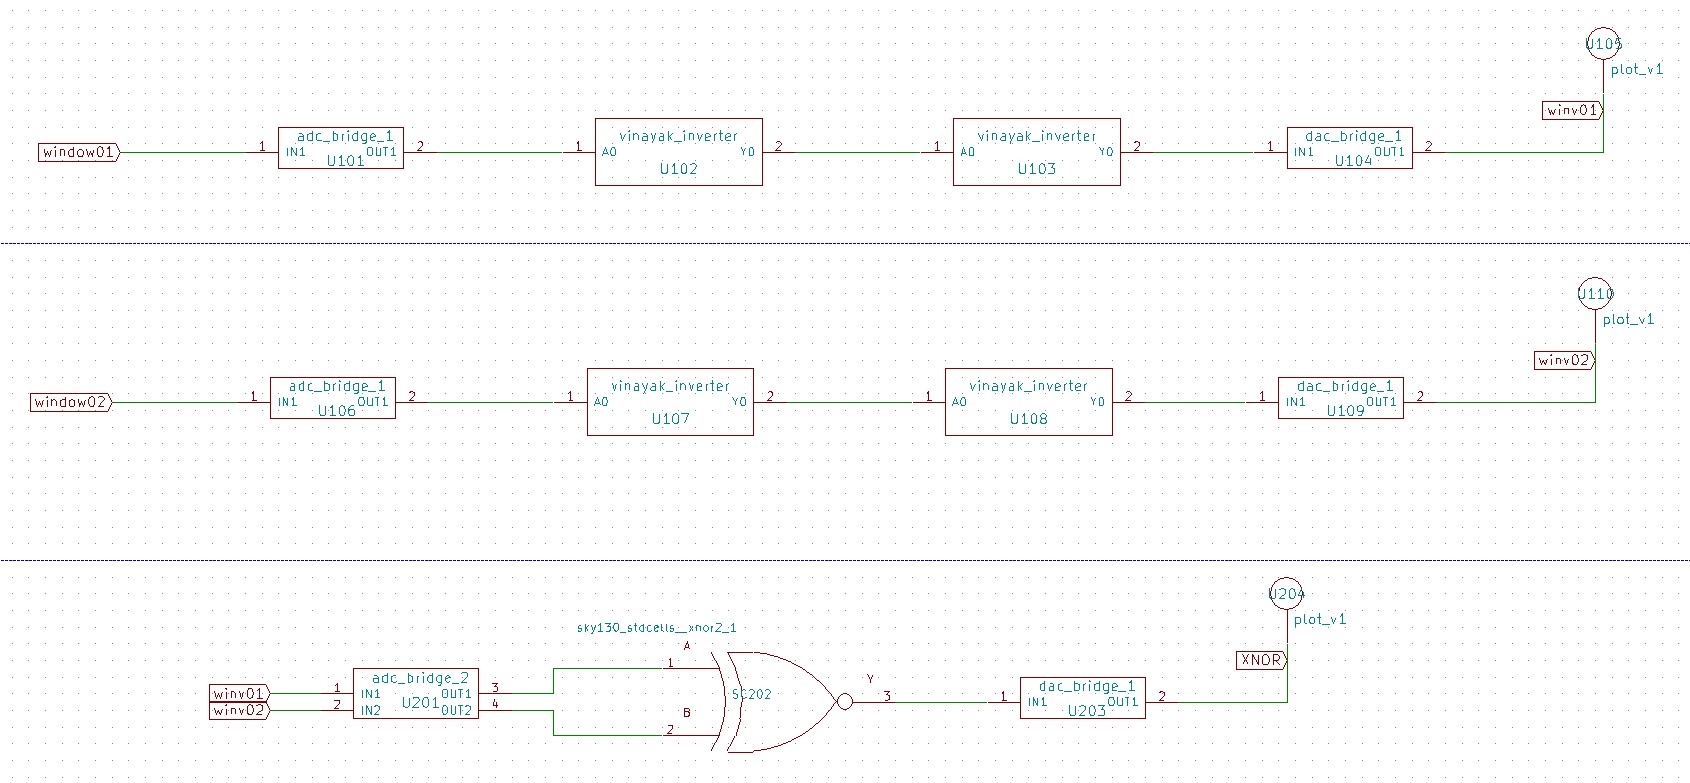 U105
plot_v1
winv01
window01
1
adc_bridge_1
IN1 OUT1
U101
2
1
vinayak_inverter
A0 Y0
U102
2
1
vinayak_inverter
A0 Y0
U103
2
1
dac_bridge_1
IN1 OUT1
U104
2
U110
plot_v1
winv02
window02
1
adc_bridge_1
IN1 OUT1
U106
2
1
vinayak_inverter
A0 Y0
U107
2
1
vinayak_inverter
A0 Y0
U108
2
1
dac_bridge_1
IN1 OUT1
U109
2
U204
plot_v1
XNOR
sky130_stdcells__xnor2_1
winv01
winv02
1
2
adc_bridge_2
IN1 OUT1
U201
IN2 OUT2
3
4
A
1
SC202
B
2
Y
3
1
dac_bridge_1
IN1 OUT1
U203
2